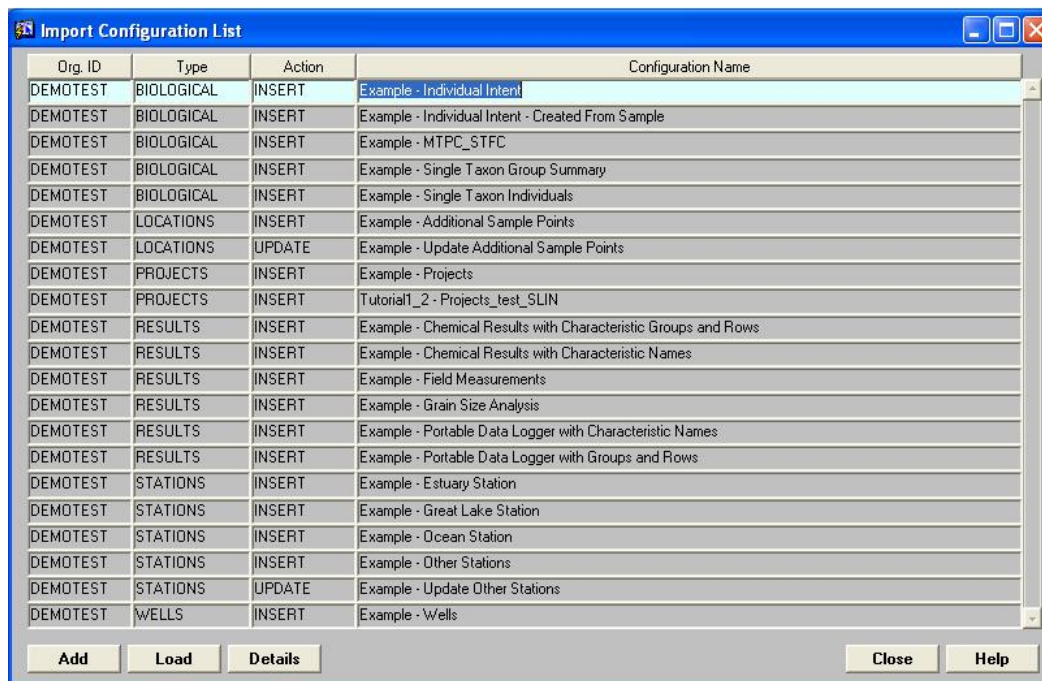 Import Configuration List
Org. ID Type Action Configuration Name
DEMOTEST BIOLOGICAL INSERT Example - Individual Intent
DEMOTEST BIOLOGICAL INSERT Example - Individual Intent - Created From Sample
DEMOTEST BIOLOGICAL INSERT Example - MTPC_STFC
DEMOTEST BIOLOGICAL INSERT Example - Single Taxon Group Summary
DEMOTEST BIOLOGICAL INSERT Example - Single Taxon Individuals
DEMOTEST LOCATIONS INSERT Example - Additional Sample Points
DEMOTEST LOCATIONS UPDATE Example - Update Additional Sample Points
DEMOTEST PROJECTS INSERT Example - Projects
DEMOTEST PROJECTS INSERT Tutorial1_2 - Projects_test_SLIN
DEMOTEST RESULTS INSERT Example - Chemical Results with Characteristic Groups and Rows
DEMOTEST RESULTS INSERT Example - Chemical Results with Characteristic Names
DEMOTEST RESULTS INSERT Example - Field Measurements
DEMOTEST RESULTS INSERT Example - Grain Size Analysis
DEMOTEST RESULTS INSERT Example - Portable Data Logger with Characteristic Names
DEMOTEST RESULTS INSERT Example - Portable Data Logger with Groups and Rows
DEMOTEST STATIONS INSERT Example - Estuary Station
DEMOTEST STATIONS INSERT Example - Great Lake Station
DEMOTEST STATIONS INSERT Example - Ocean Station
DEMOTEST STATIONS INSERT Example - Other Stations
DEMOTEST STATIONS UPDATE Example - Update Other Stations
DEMOTEST WELLS INSERT Example - Wells
Add Load Details Close Help